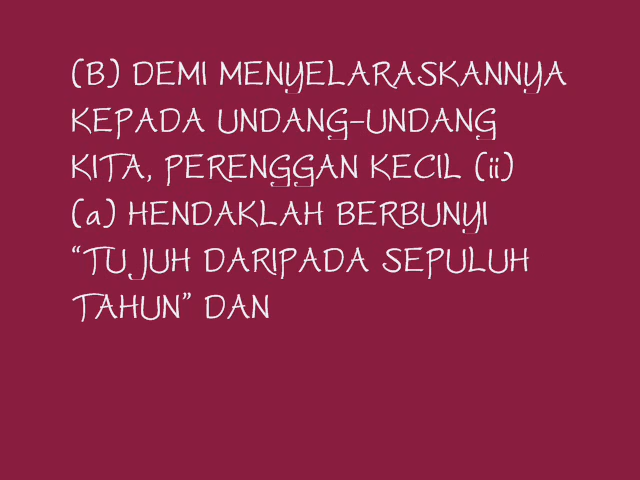 (B) DEMI MENYELARASKANNYA
KEPADA UNDANG-UNDANG
KITA, PERENGGAN KECIL (ii)
(a) HENDAKLAH BERBUNYI
“TUJUH DARIPADA SEPULUH
TAHUN” DAN